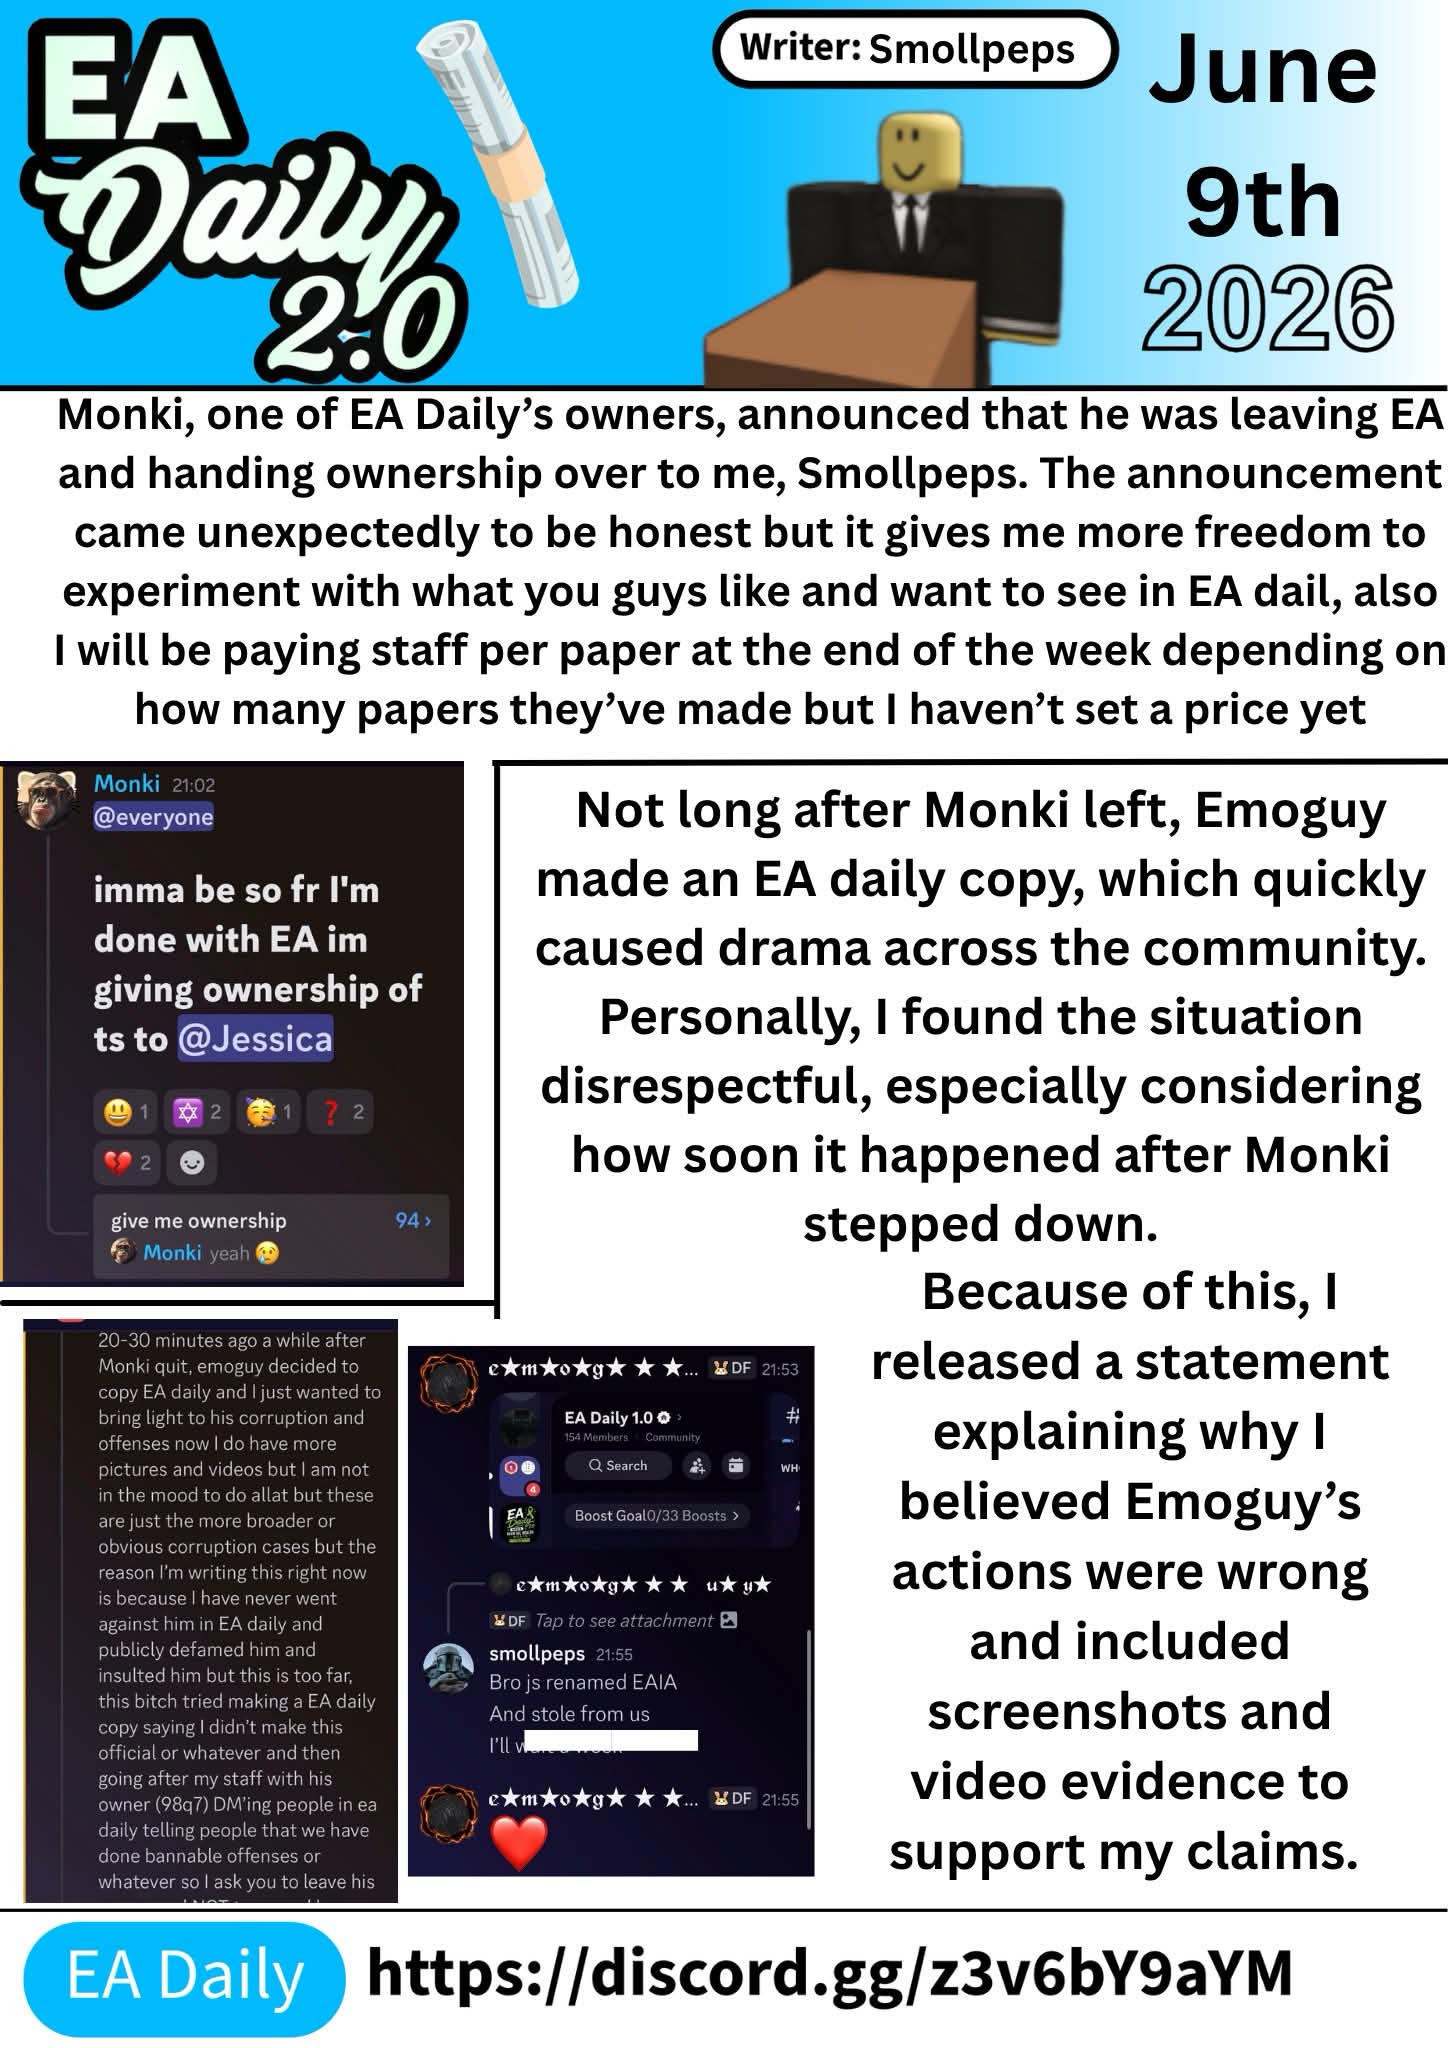 EA
Daily
2.0
Writer: Smollpeps
June
9th
2026
Monki, one of EA Daily’s owners, announced that he was leaving EA
and handing ownership over to me, Smollpeps. The announcement
came unexpectedly to be honest but it gives me more freedom to
experiment with what you guys like and want to see in EA dail, also
I will be paying staff per paper at the end of the week depending on
how many papers they’ve made but I haven’t set a price yet
Monki 21:02
@everyone
imma be so fr I'm
done with EA im
giving ownership of
ts to @Jessica
1 2 1 2
2
give me ownership 94 ›
Monki yeah
Not long after Monki left, Emoguy
made an EA daily copy, which quickly
caused drama across the community.
Personally, I found the situation
disrespectful, especially considering
how soon it happened after Monki
stepped down.
Because of this, I
released a statement
explaining why I
believed Emoguy’s
actions were wrong
and included
screenshots and
video evidence to
support my claims.
20-30 minutes ago a while after
Monki quit, emoguy decided to
copy EA daily and I just wanted to
bring light to his corruption and
offenses now I do have more
pictures and videos but I am not
in the mood to do allat but these
are just the more broader or
obvious corruption cases but the
reason I’m writing this right now
is because I have never went
against him in EA daily and
publicly defamed him and
insulted him but this is too far,
this bitch tried making a EA daily
copy saying I didn’t make this
official or whatever and then
going after my staff with his
owner (98q7) DM’ing people in ea
daily telling people that we have
done bannable offenses or
whatever so I ask you to leave his
e★m★o★g★ ★ ★... DF 21:53
EA Daily 1.0 ›
154 Members · Community
Search
4
EA
Daily
Boost Goal 0/33 Boosts >
#
WH
e★m★o★g★ ★ ★ u★y★
DF Tap to see attachment
smollpeps 21:55
Bro js renamed EAIA
And stole from us
I’ll
e★m★o★g★ ★ ★... DF 21:55
EA Daily
https://discord.gg/z3v6bY9aYM